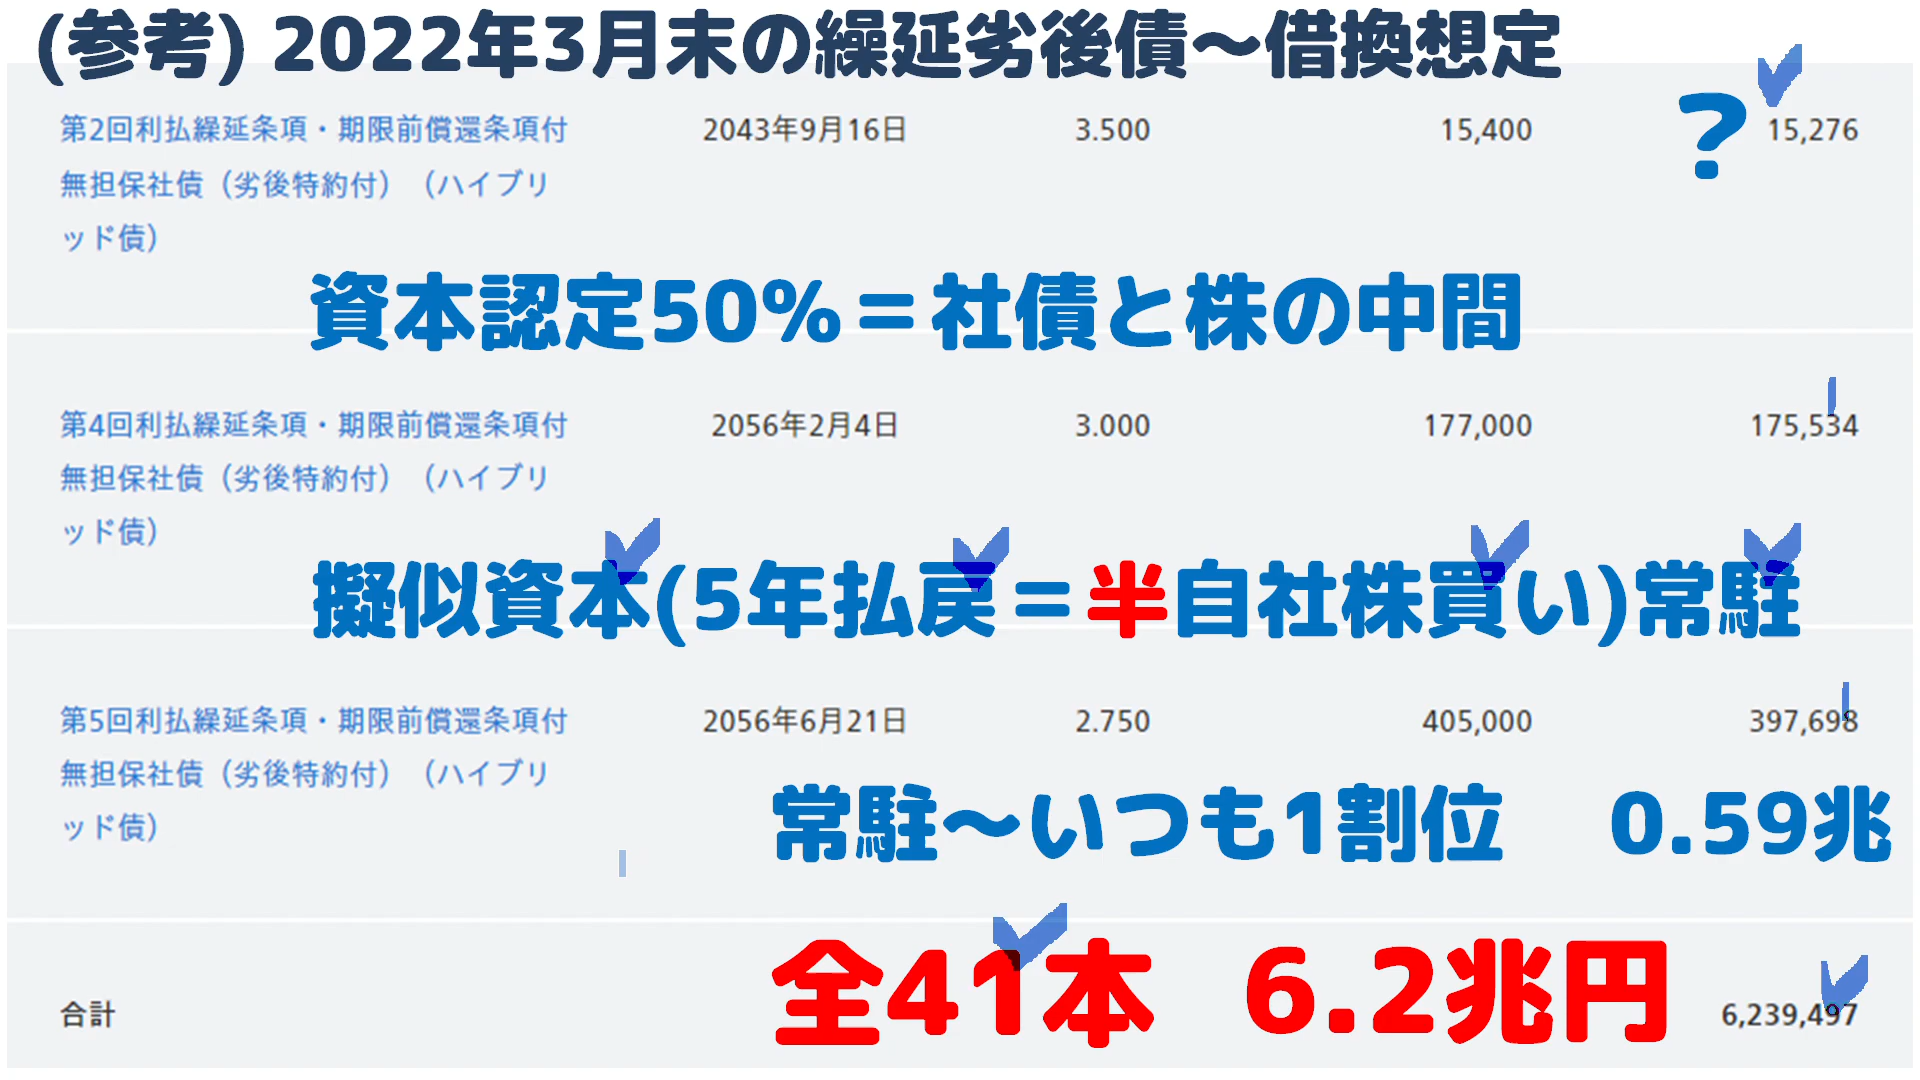 (参考) 2022年3月末の繰延劣後債～借換想定
第2回利払繰延条項・期限前償還条項付 2043年9月16日 3.500 15,400 ? 15,276
無担保社債（劣後特約付）（ハイブリ
ッド債）
資本認定50%＝社債と株の中間
第4回利払繰延条項・期限前償還条項付 2056年2月4日 3.000 177,000 175,534
無担保社債（劣後特約付）（ハイブリ
ッド債）
擬似資本(5年払戻＝半自社株買い)常駐
第5回利払繰延条項・期限前償還条項付 2056年6月21日 2.750 405,000 397,698
無担保社債（劣後特約付）（ハイブリ
ッド債）
常駐～いつも1割位 0.59兆
合計 全41本 6.2兆円 6,239,497